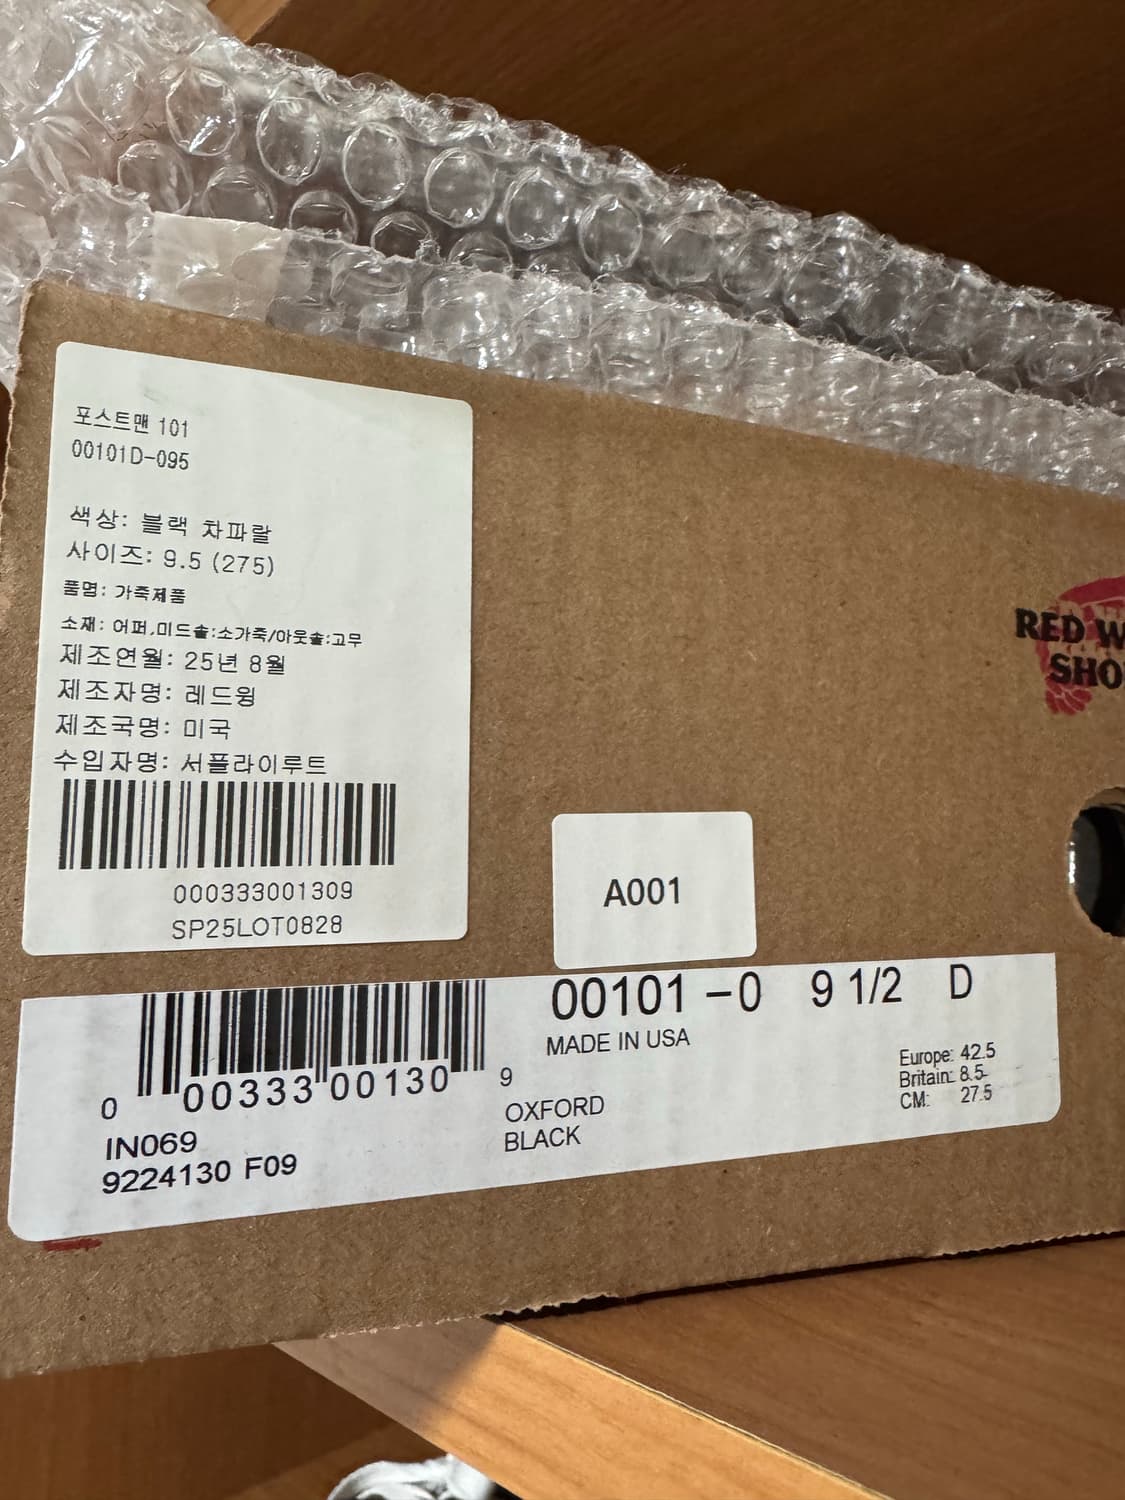 포스트맨 101
00101D-095
색상: 블랙 차파랄
사이즈: 9.5 (275)
품명: 가죽제품
소재: 어퍼,미드솔:소가죽/아웃솔:고무
제조연월: 25년 8월
제조자명: 레드윙
제조국명: 미국
수입자명: 서플라이루트
000333001309
SP25LOT0828
RED W
SHO
A001
00101-0 9 1/2 D
MADE IN USA
Europe: 42.5
Britain: 8.5
CM: 27.5
0 00333 00130 9
OXFORD
BLACK
IN069
9224130 F09